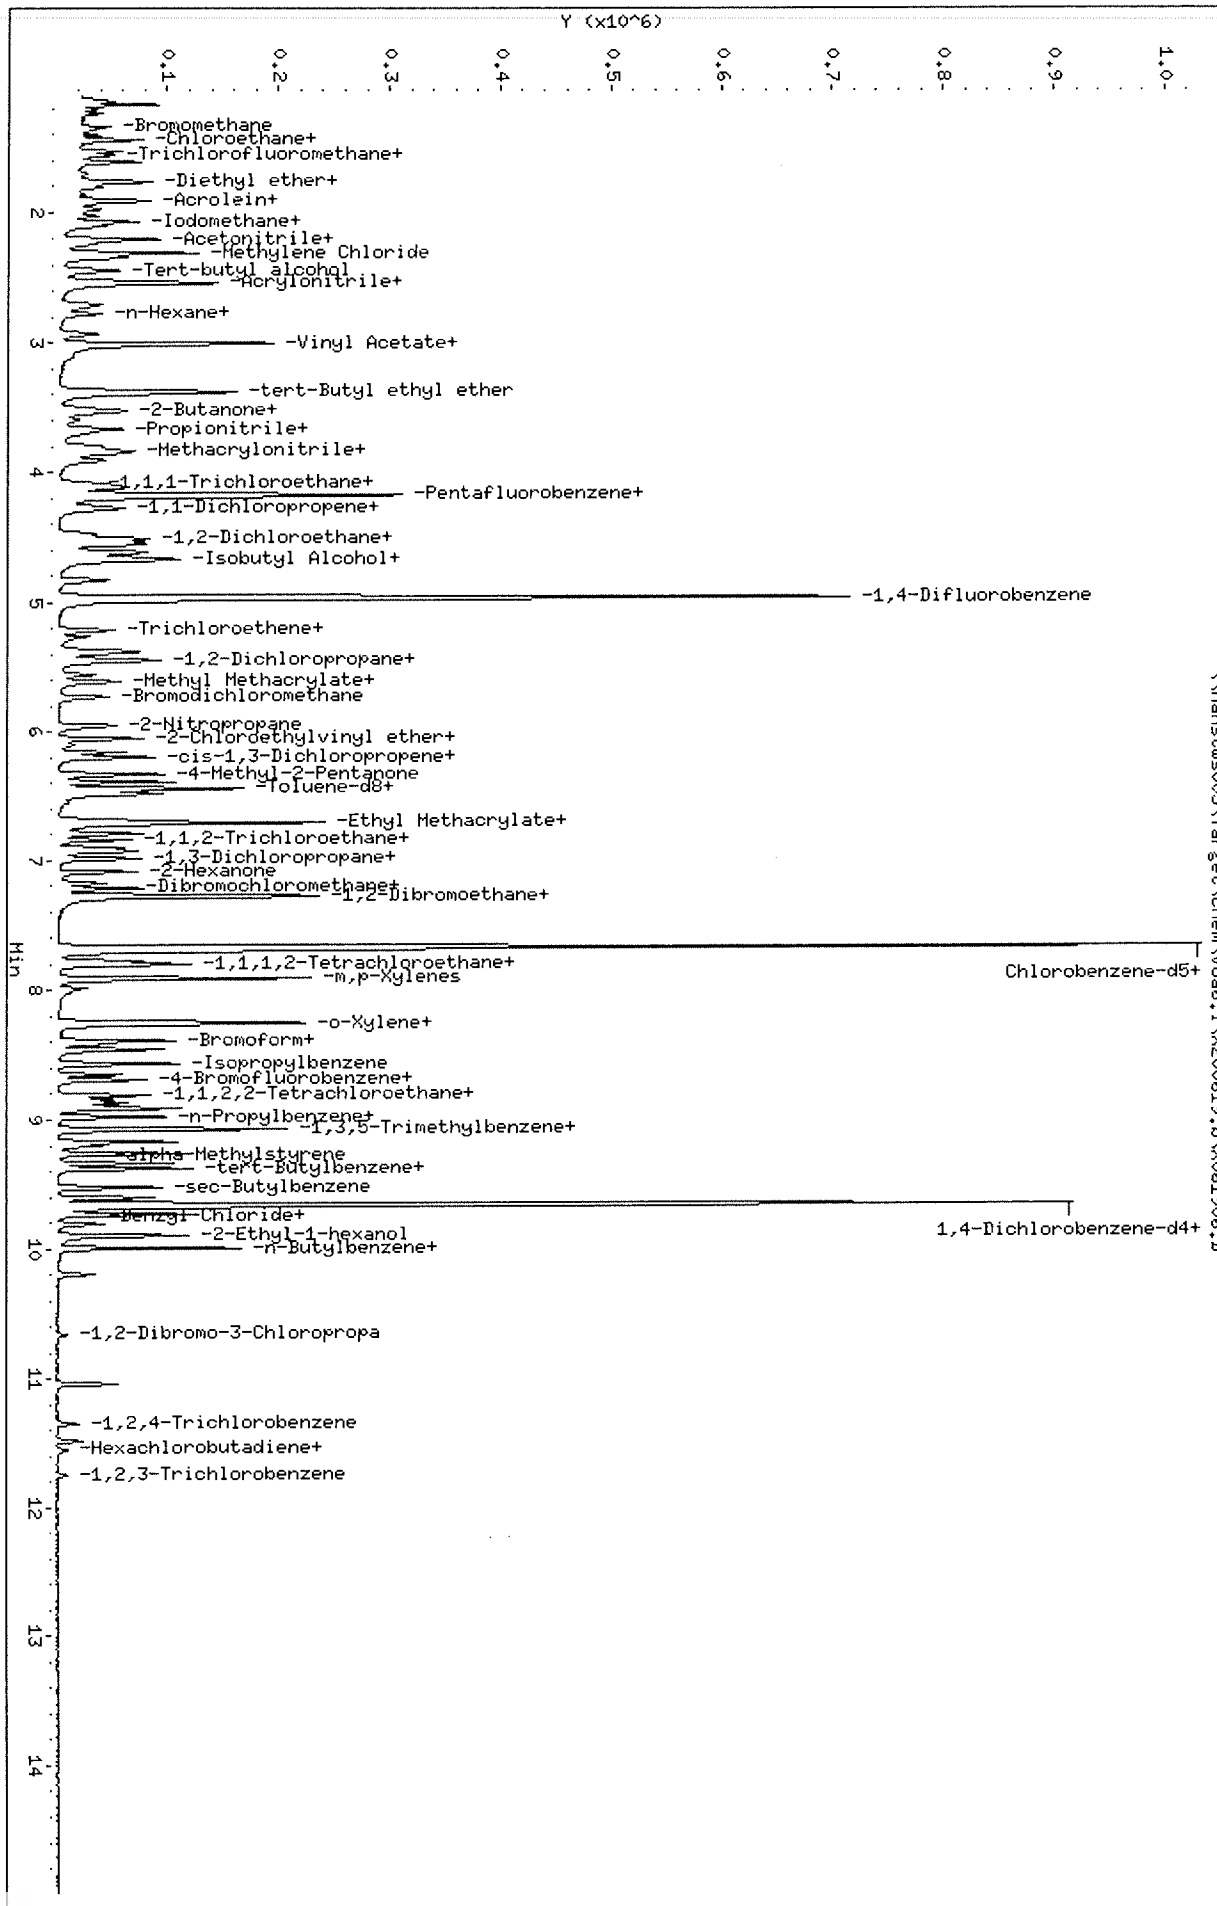 Y (x10^6)
0.1
0.2
0.3
0.4
0.5
0.6
0.7
0.8
0.9
1.0
-Bromomethane
-Chloroethane+
-Trichlorofluoromethane+
-Diethyl ether+
-Acrolein+
2
-Iodomethane+
-Acetonitrile+
-Methylene Chloride
-Tert-butyl alcohol
-Acrylonitrile+
-n-Hexane+
3
-Vinyl Acetate+
-tert-Butyl ethyl ether
-2-Butanone+
-Propionitrile+
-Methacrylonitrile+
4
-1,1,1-Trichloroethane+
-Pentafluorobenzene+
-1,1-Dichloropropene+
-1,2-Dichloroethane+
-Isobutyl Alcohol+
-1,4-Difluorobenzene
5
-Trichloroethene+
-1,2-Dichloropropane+
-Methyl Methacrylate+
-Bromodichloromethane
-2-Nitropropane
6
-2-Chloroethylvinyl ether+
-cis-1,3-Dichloropropene+
-4-Methyl-2-Pentanone
-Toluene-d8+
-Ethyl Methacrylate+
-1,1,2-Trichloroethane+
-1,3-Dichloropropane+
7
-2-Hexanone
-Dibromochloromethane+
-1,2-Dibromoethane+
Min
-1,1,1,2-Tetrachloroethane+
Chlorobenzene-d5+
-m,p-Xylenes
8
-o-Xylene+
-Bromoform+
-Isopropylbenzene
-4-Bromofluorobenzene+
-1,1,2,2-Tetrachloroethane+
-n-Propylbenzene+
9
-1,3,5-Trimethylbenzene+
-alpha-Methylstyrene
-tert-Butylbenzene+
-sec-Butylbenzene
-Benzyl Chloride+
1,4-Dichlorobenzene-d4+
-2-Ethyl-1-hexanol
-n-Butylbenzene+
10
-1,2-Dibromo-3-Chloropropa
11
-1,2,4-Trichlorobenzene
-Hexachlorobutadiene+
-1,2,3-Trichlorobenzene
12
13
14